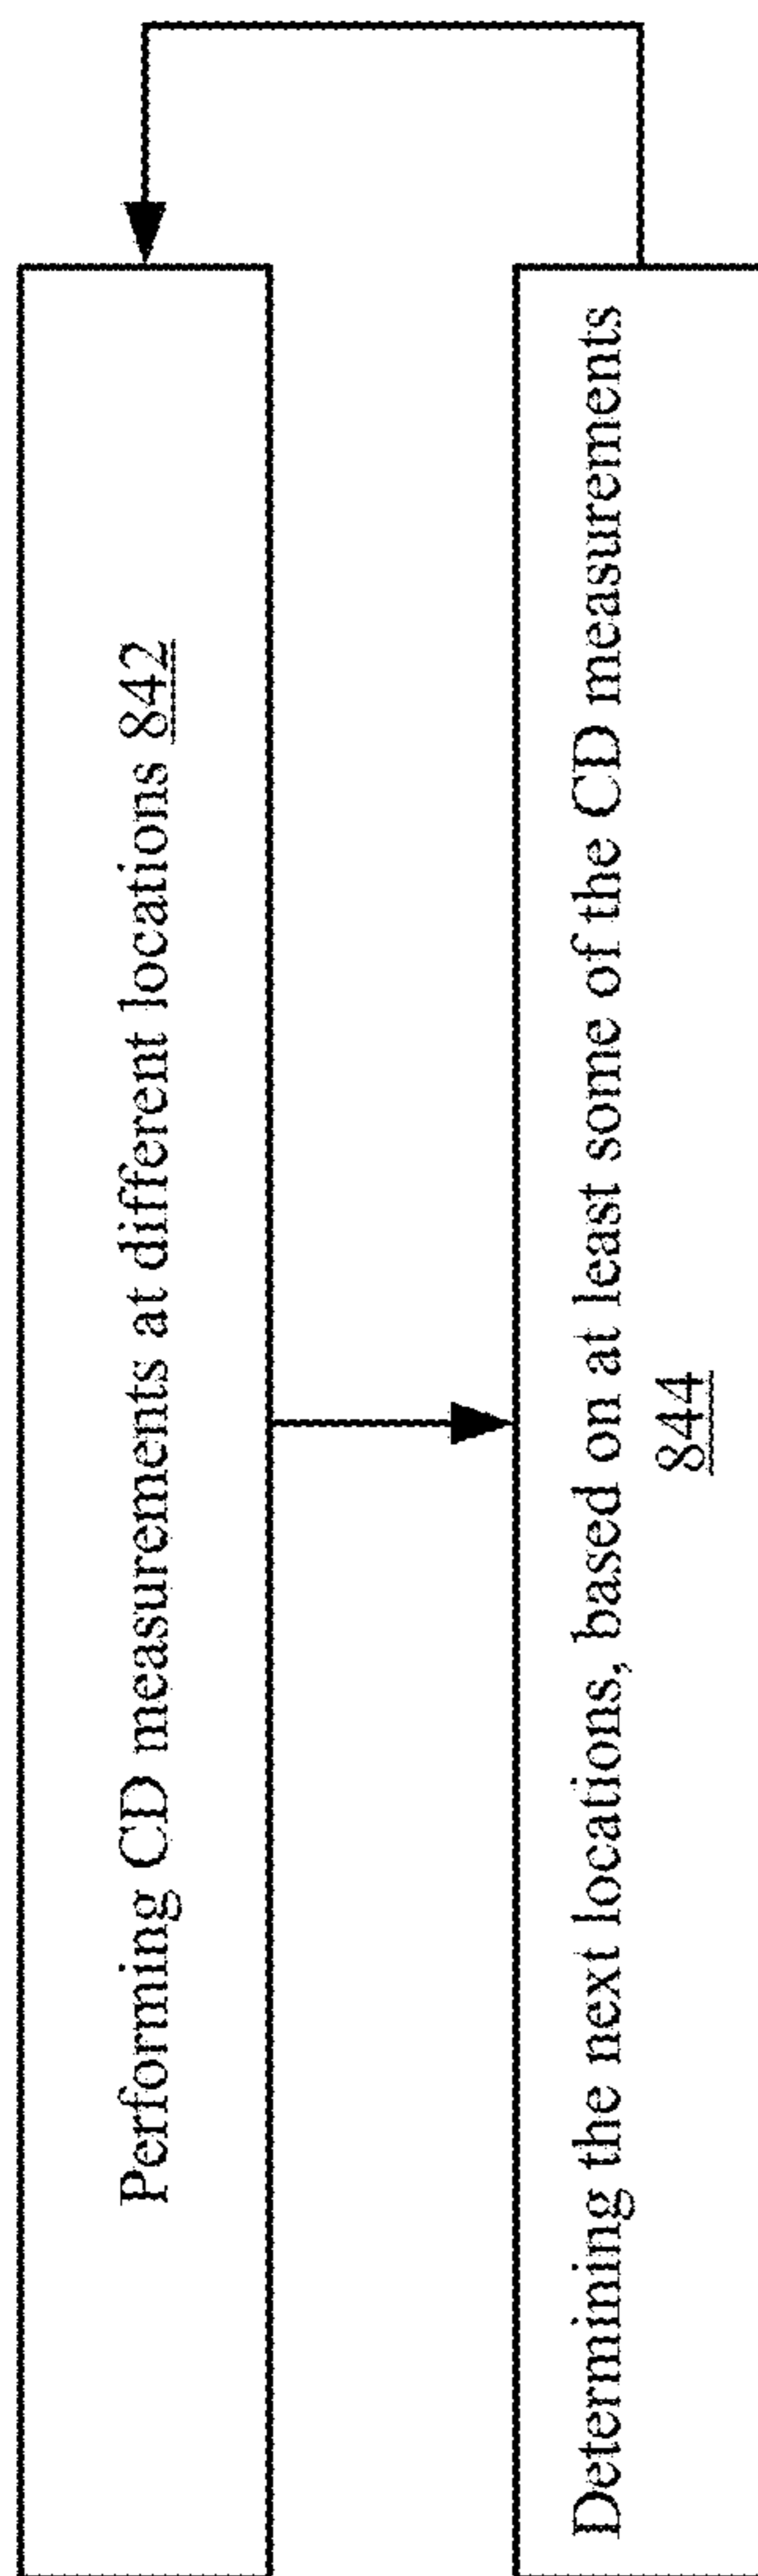 Performing CD measurements at different locations 842
Determining the next locations, based on at least some of the CD measurements
844